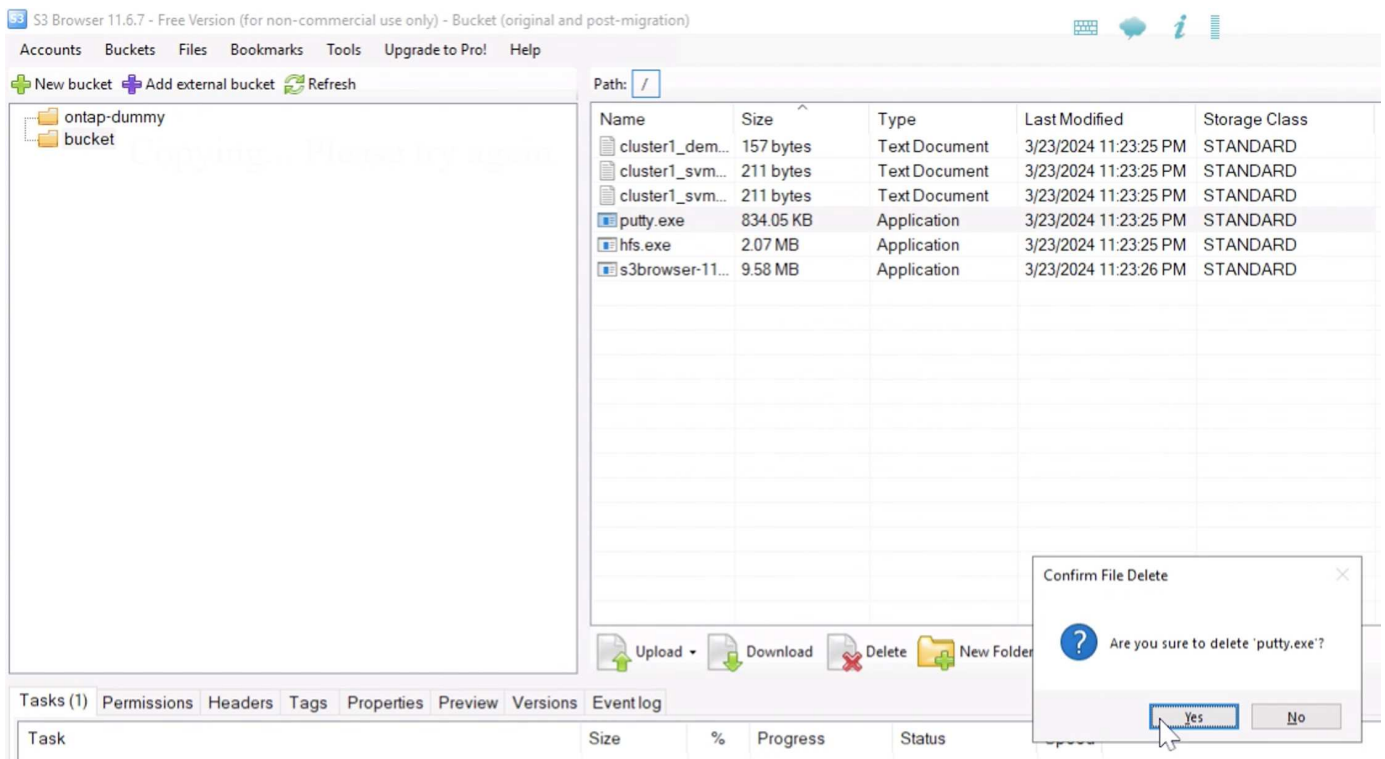 S3 S3 Browser 11.6.7 - Free Version (for non-commercial use only) - Bucket (original and post-migration)
Accounts Buckets Files Bookmarks Tools Upgrade to Pro! Help
New bucket Add external bucket Refresh
Path: /
ontap-dummy
bucket
Name Size Type Last Modified Storage Class
cluster1_dem... 157 bytes Text Document 3/23/2024 11:23:25 PM STANDARD
cluster1_svm... 211 bytes Text Document 3/23/2024 11:23:25 PM STANDARD
cluster1_svm... 211 bytes Text Document 3/23/2024 11:23:25 PM STANDARD
putty.exe 834.05 KB Application 3/23/2024 11:23:25 PM STANDARD
hfs.exe 2.07 MB Application 3/23/2024 11:23:25 PM STANDARD
s3browser-11... 9.58 MB Application 3/23/2024 11:23:26 PM STANDARD
Confirm File Delete
Are you sure to delete 'putty.exe'?
Yes No
Upload Download Delete New Folder
Tasks (1) Permissions Headers Tags Properties Preview Versions Event log
Task Size % Progress Status